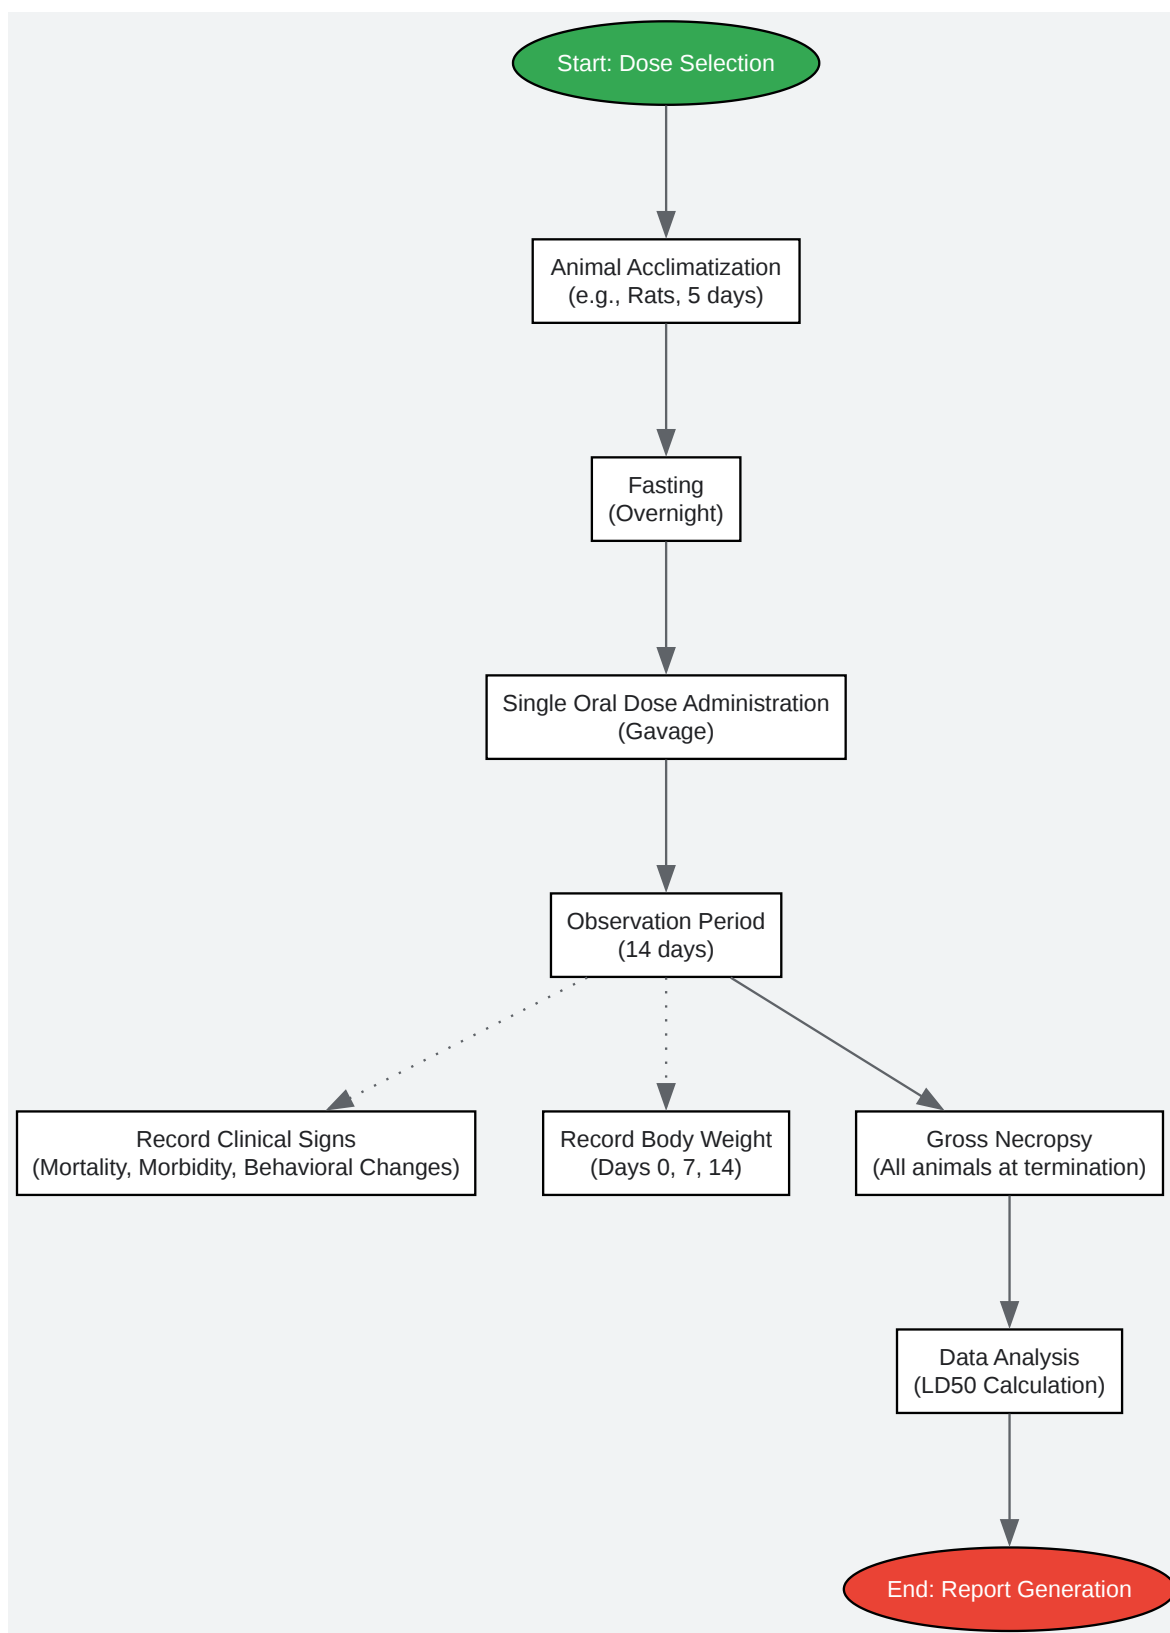 Start: Dose Selection
Animal Acclimatization
(e.g., Rats, 5 days)
Fasting
(Overnight)
Single Oral Dose Administration
(Gavage)
Observation Period
(14 days)
Record Clinical Signs
(Mortality, Morbidity, Behavioral Changes)
Record Body Weight
(Days 0, 7, 14)
Gross Necropsy
(All animals at termination)
Data Analysis
(LD50 Calculation)
End: Report Generation